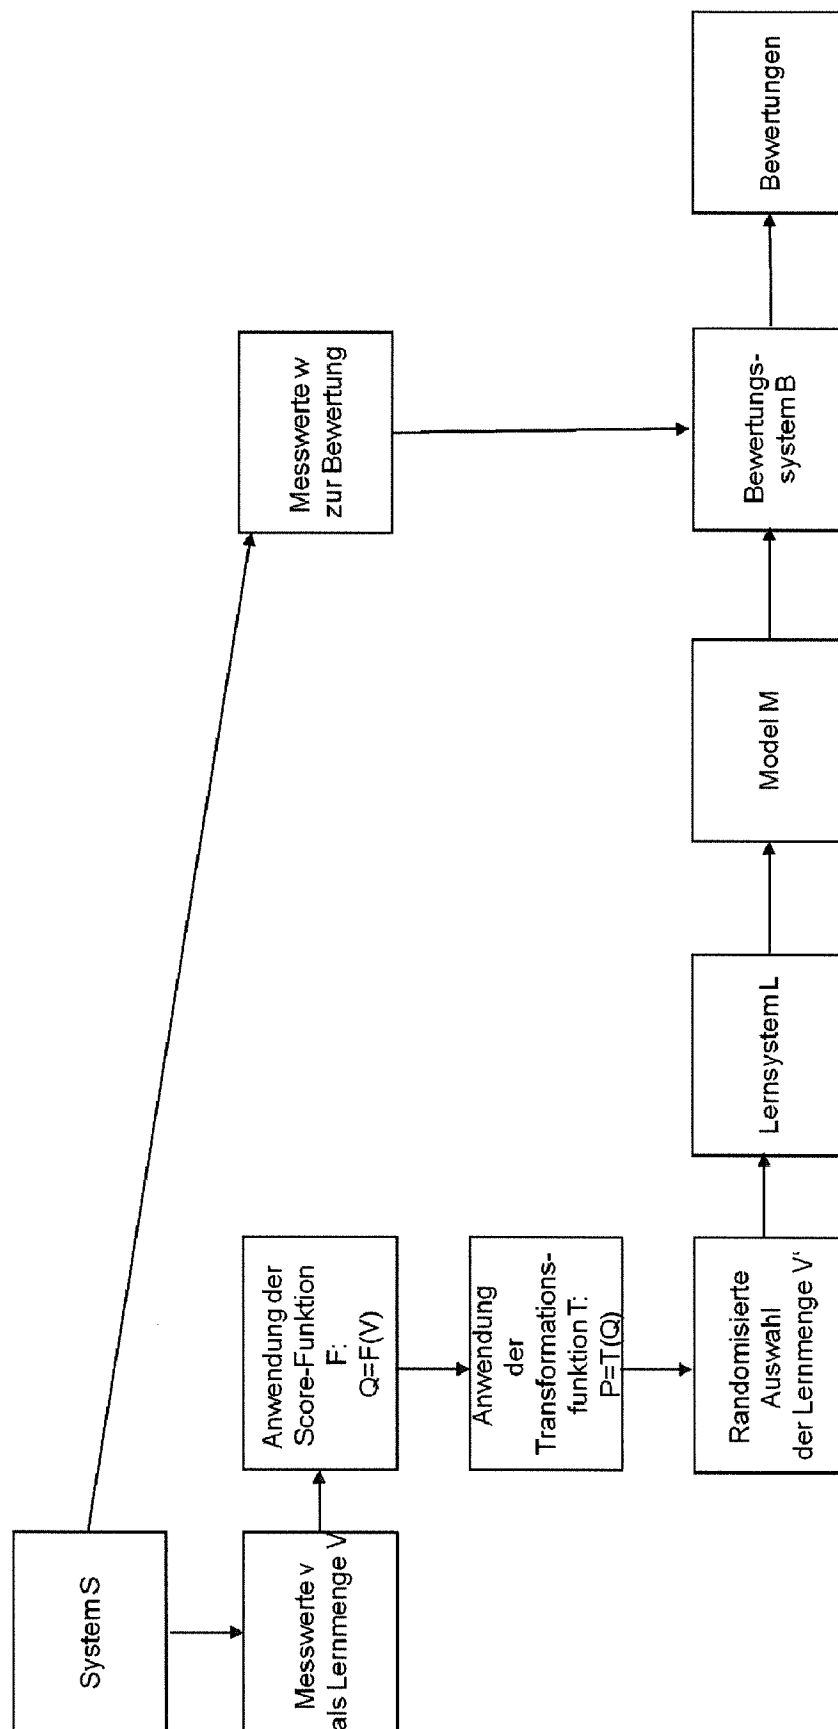 System S
Messwerte v
als Lernmenge V
Anwendung der
Score-Funktion
F:
Q=F(V)
Anwendung
der
Transformations-
funktion T:
P=T(Q)
Randomisierte
Auswahl
der Lernmenge V‘
Lernsystem L
Model M
Messwerte w
zur Bewertung
Bewertungs-
system B
Bewertungen